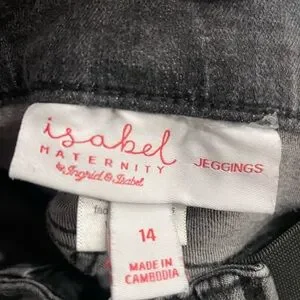 isabel
MATERNITY
by Ingrid & Isabel
JEGGINGS
14
MADE IN
CAMBODIA